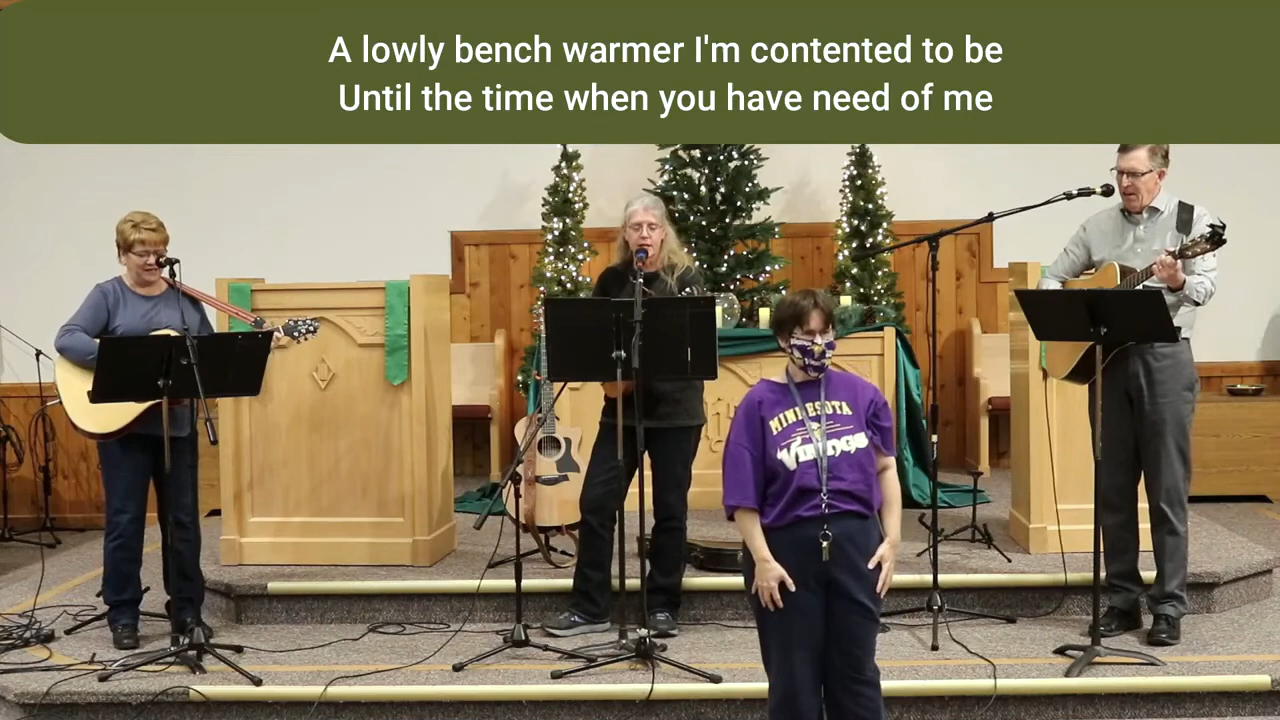 A lowly bench warmer I'm contented to be
Until the time when you have need of me
MINNESOTA
Vikings